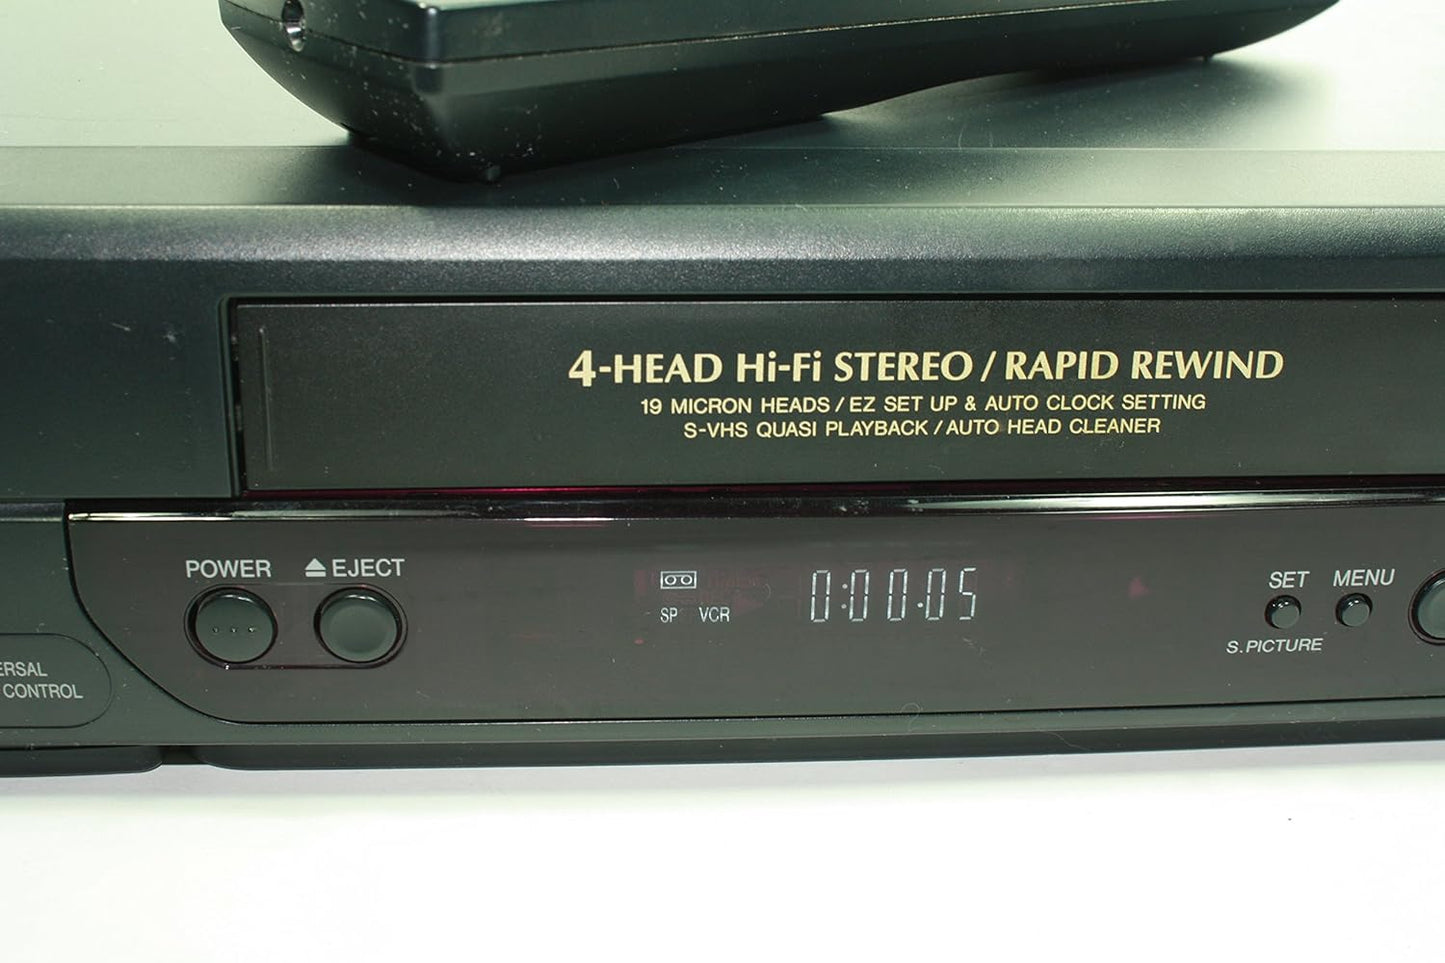 4-HEAD Hi-Fi STEREO / RAPID REWIND
19 MICRON HEADS / EZ SET UP & AUTO CLOCK SETTING
S-VHS QUASI PLAYBACK / AUTO HEAD CLEANER
POWER ⏏ EJECT
SP VCR 0:00.05
SET MENU
S.PICTURE
ERSAL
CONTROL